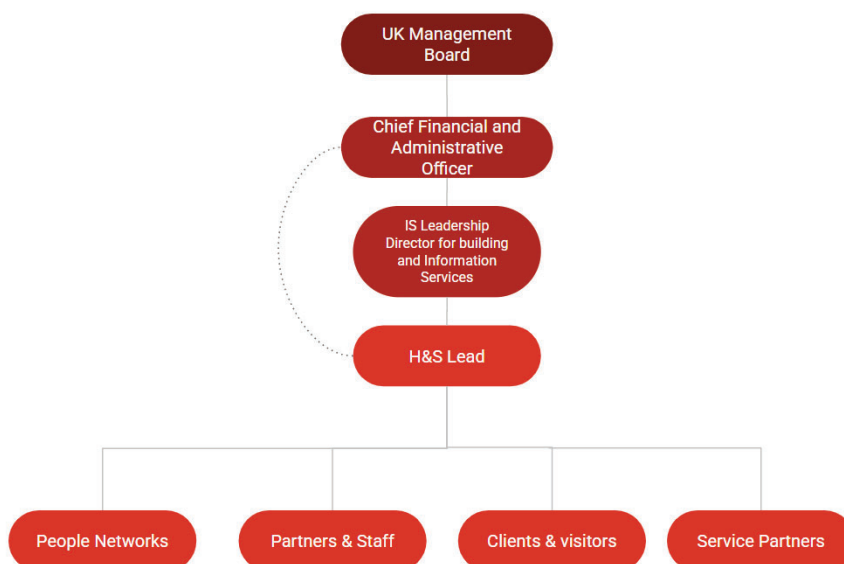 UK Management
Board
Chief Financial and
Administrative
Officer
IS Leadership
Director for building
and Information
Services
H&S Lead
People Networks
Partners & Staff
Clients & visitors
Service Partners